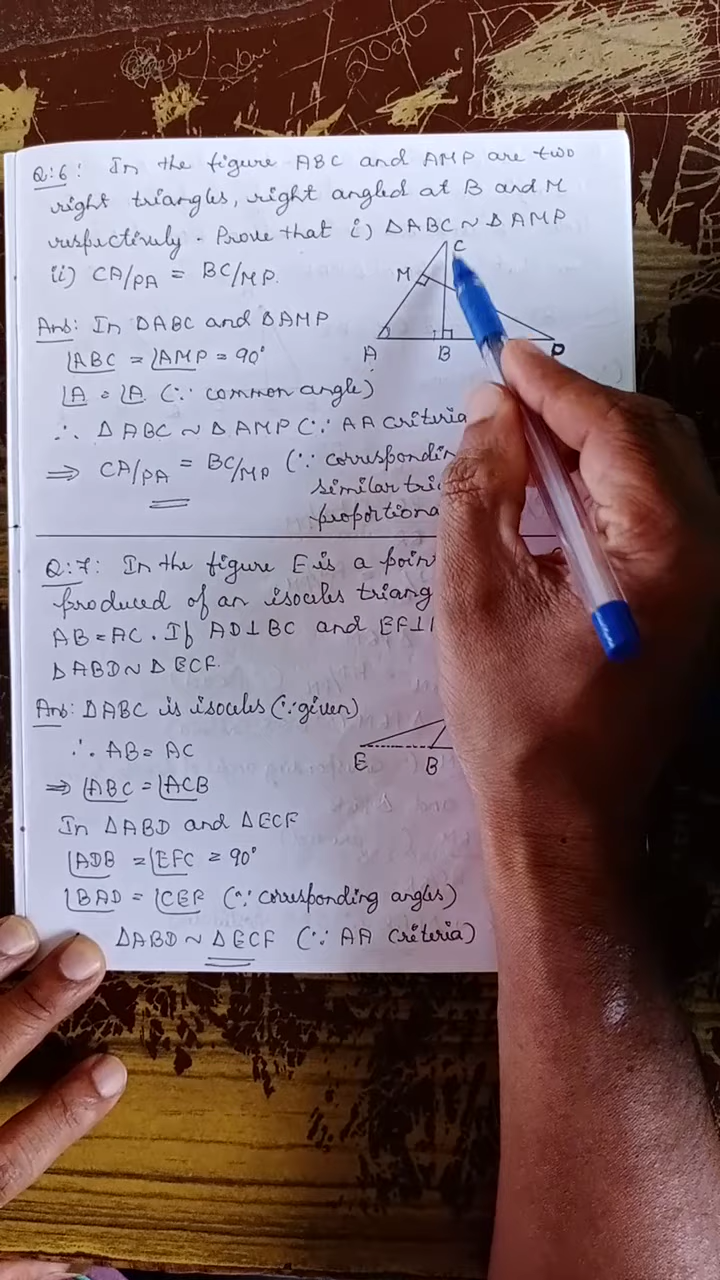 2020
Q:6: In the figure ABC and AMP are two
right triangles, right angled at B and M
respectively. Prove that i) ΔABC ~ ΔAMP
ii) CA/PA = BC/MP.
C
M
A B P
Ans: In ΔABC and ΔAMP
∠ABC = ∠AMP = 90°
∠A = ∠A (∵ common angle)
∴ ΔABC ~ ΔAMP (∵ AA criteria
⇒ CA/PA = BC/MP (∵ correspondin
similar tri
proportiona
Q:7: In the figure E is a poin
produced of an isoceles triang
AB = AC. If AD⊥BC and EF⊥
ΔABD ~ ΔECF.
Ans: ΔABC is isoceles (∵ given)
∴ AB = AC
E B
⇒ ∠ABC = ∠ACB
In ΔABD and ΔECF
∠ADB = ∠EFC = 90°
∠BAD = ∠CEF (∵ corresponding angles)
ΔABD ~ ΔECF (∵ AA criteria)